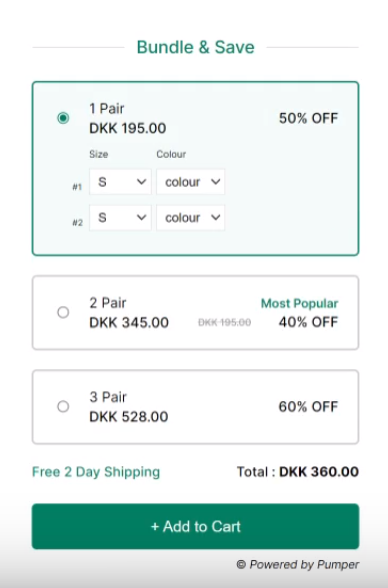 Bundle & Save
1 Pair
DKK 195.00
50% OFF
Size Colour
#1 S colour
#2 S colour
2 Pair
DKK 345.00
Most Popular
DKK 195.00 40% OFF
3 Pair
DKK 528.00
60% OFF
Free 2 Day Shipping Total : DKK 360.00
+ Add to Cart
© Powered by Pumper